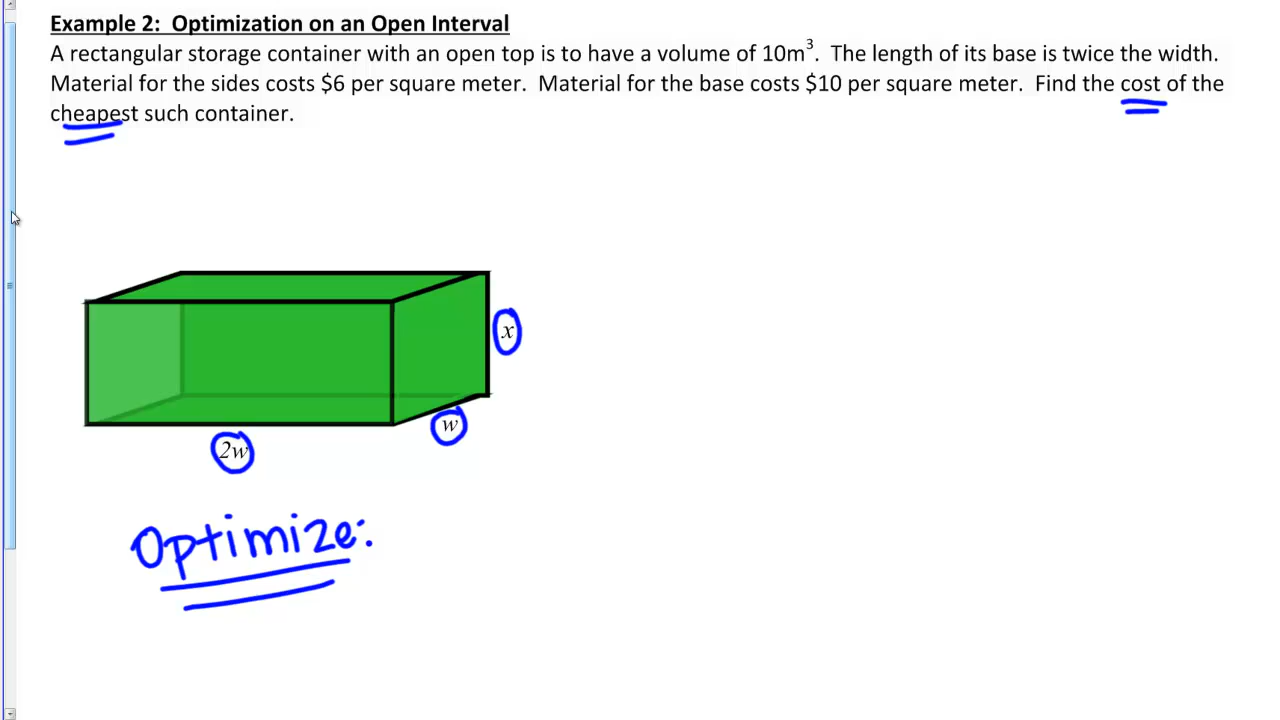 Example 2:  Optimization on an Open Interval
A rectangular storage container with an open top is to have a volume of 10m³.  The length of its base is twice the width.
Material for the sides costs $6 per square meter.  Material for the base costs $10 per square meter.  Find the cost of the
cheapest such container.
x
w
2w
Optimize: